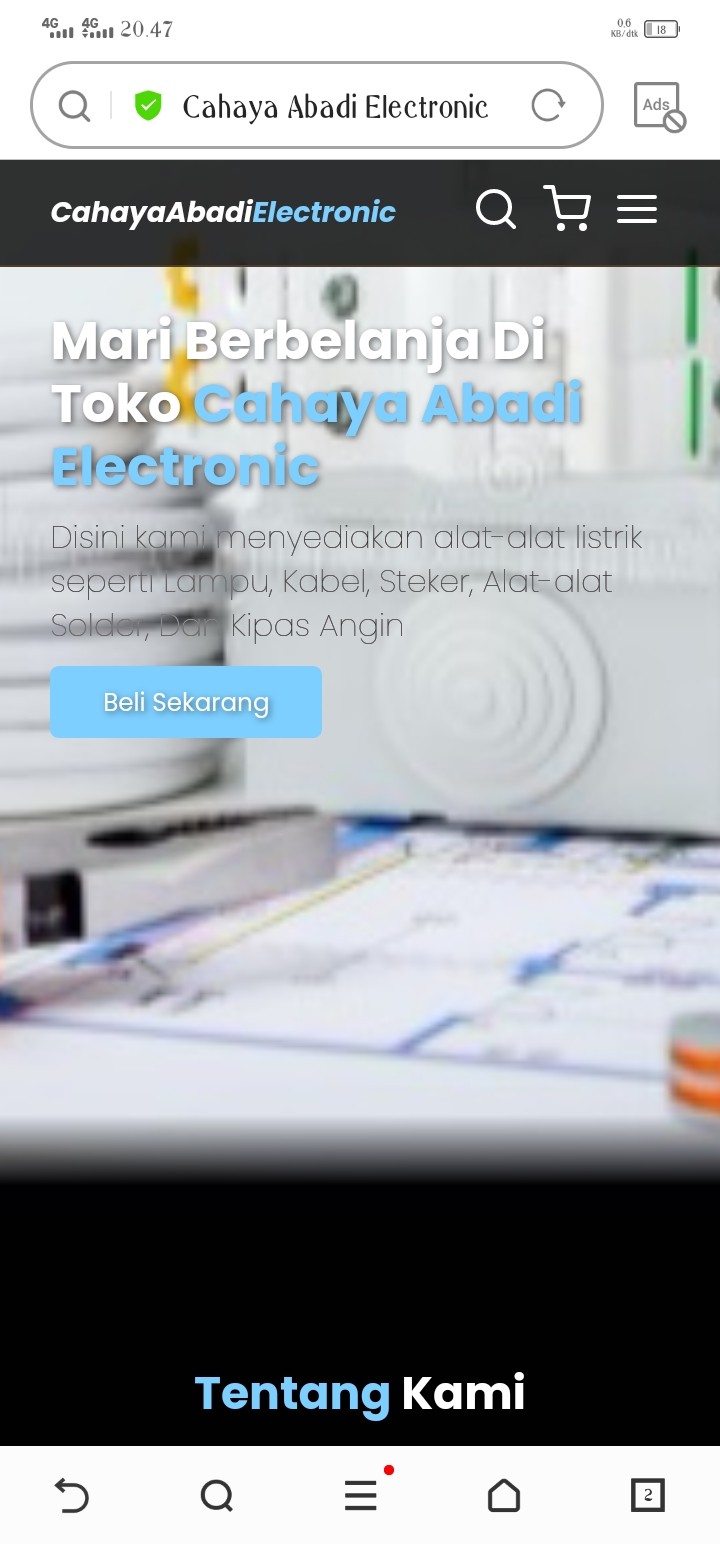 4G 4G 20.47
0.6
KB/dtk 18
Cahaya Abadi Electronic
Ads
CahayaAbadiElectronic
Mari Berbelanja Di
Toko Cahaya Abadi
Electronic
Disini kami menyediakan alat-alat listrik
seperti Lampu, Kabel, Steker, Alat-alat
Solder, Dan Kipas Angin
Beli Sekarang
Tentang Kami
2